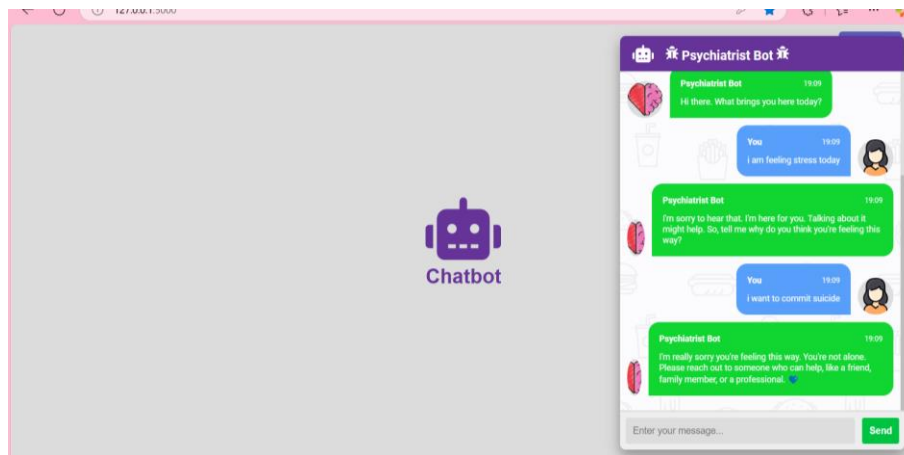 127.0.0.1:5000
Psychiatrist Bot
Psychiatrist Bot 19:09
Hi there. What brings you here today?
You 19:09
i am feeling stress today
Psychiatrist Bot 19:09
I'm sorry to hear that. I'm here for you. Talking about it
might help. So, tell me why do you think you're feeling this
way?
You 19:09
i want to commit suicide
Psychiatrist Bot 19:09
I'm really sorry you're feeling this way. You're not alone.
Please reach out to someone who can help, like a friend,
family member, or a professional. 💙
Chatbot
Enter your message...
Send